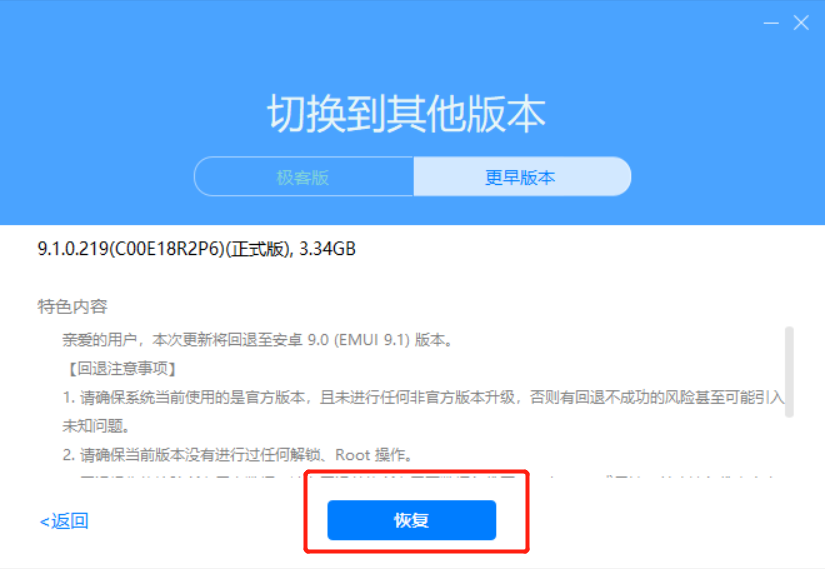 切换到其他版本
极客版
更早版本
9.1.0.219(C00E18R2P6)(正式版), 3.34GB
特色内容
亲爱的用户，本次更新将回退至安卓 9.0 (EMUI 9.1) 版本。
【回退注意事项】
1. 请确保系统当前使用的是官方版本，且未进行任何非官方版本升级，否则有回退不成功的风险甚至可能引入
未知问题。
2. 请确保当前版本没有进行过任何解锁、Root 操作。
<返回
恢复